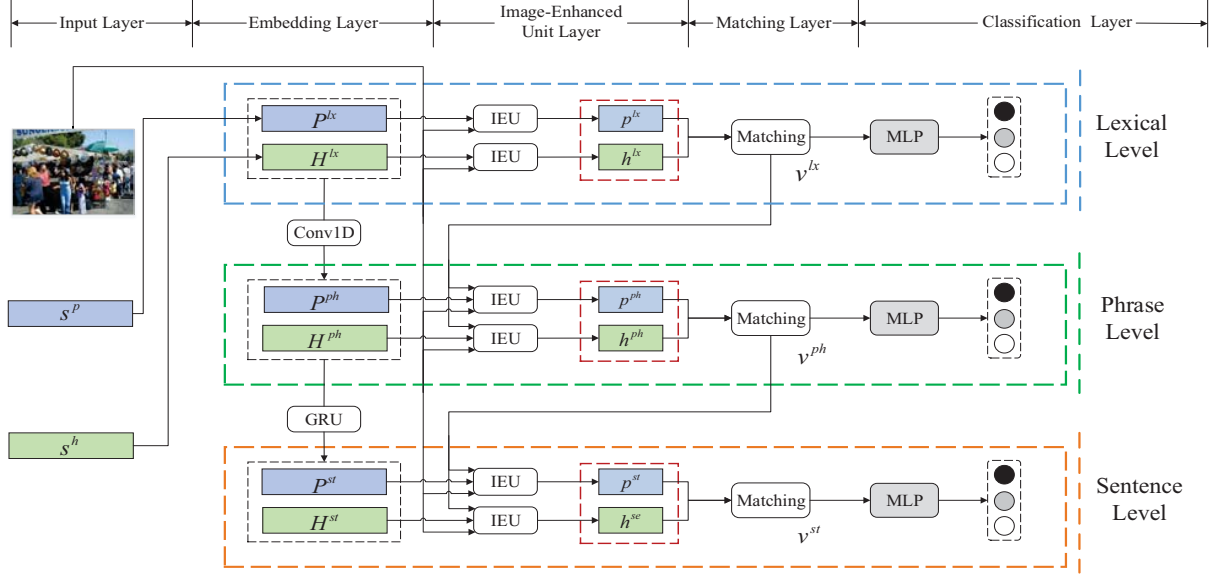 Input Layer
Embedding Layer
Image-Enhanced
Unit Layer
Matching Layer
Classification Layer
P^{lx}
H^{lx}
IEU
IEU
p^{lx}
h^{lx}
Matching
v^{lx}
MLP
Lexical
Level
Conv1D
s^{p}
P^{ph}
H^{ph}
IEU
IEU
p^{ph}
h^{ph}
Matching
v^{ph}
MLP
Phrase
Level
GRU
s^{h}
P^{st}
H^{st}
IEU
IEU
p^{st}
h^{se}
Matching
v^{st}
MLP
Sentence
Level